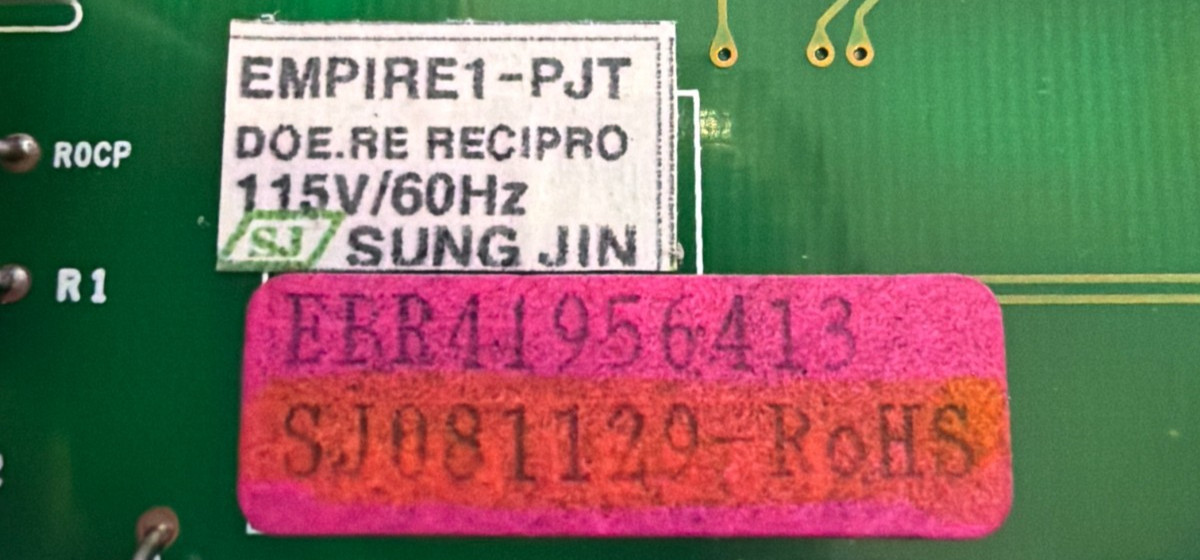 EMPIRE1-PJT
DOE.RE RECIPRO
115V/60Hz
SJ SUNG JIN
ROCP
R1
EBR41956413
SJ081129-RoHS